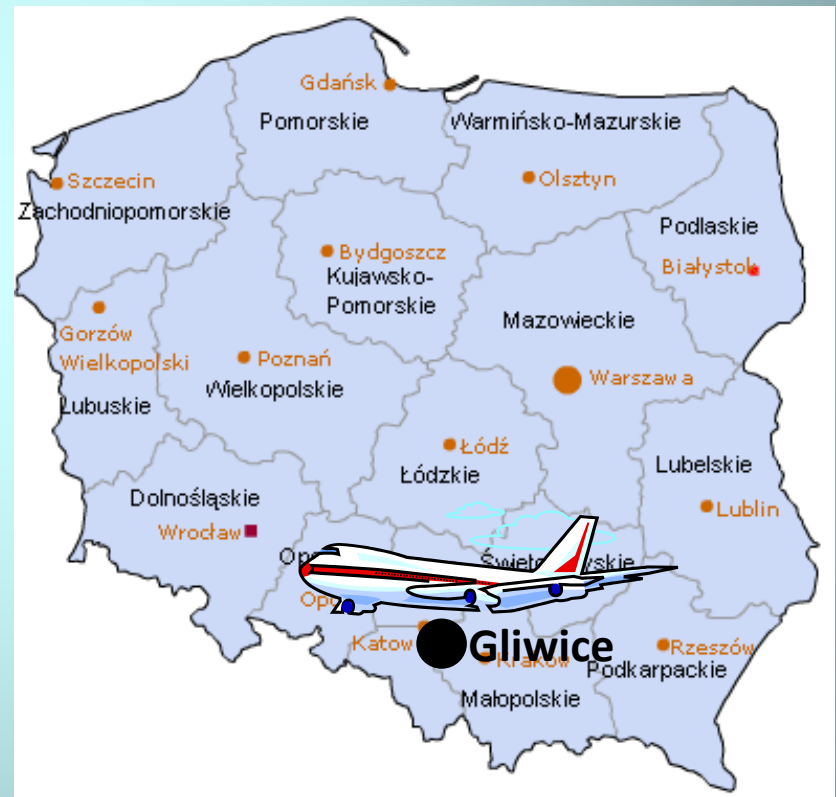 Gdańsk
Pomorskie
Warmińsko-Mazurskie
Szczecin
Olsztyn
Zachodniopomorskie
Podlaskie
Bydgoszcz
Białystok
Kujawsko-
Pomorskie
Mazowieckie
Gorzów
Wielkopolski
Poznań
Warszawa
Wielkopolskie
Lubuskie
Łódź
Łódzkie
Lubelskie
Dolnośląskie
Lublin
Wrocław
Gliwice
Kraków
Rzeszów
Podkarpackie
Małopolskie